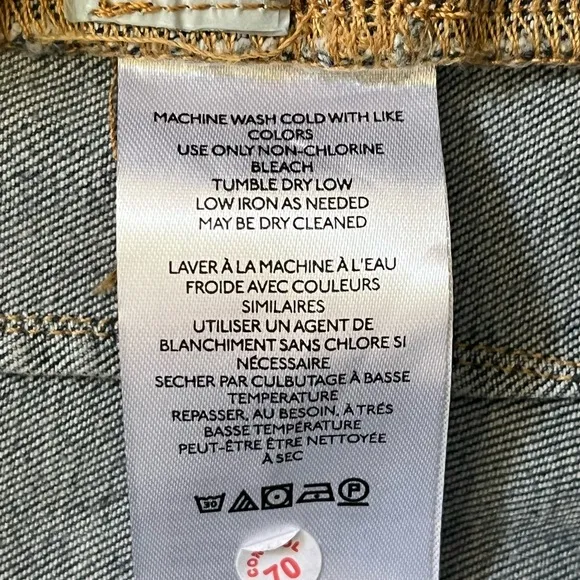 MACHINE WASH COLD WITH LIKE
COLORS
USE ONLY NON-CHLORINE
BLEACH
TUMBLE DRY LOW
LOW IRON AS NEEDED
MAY BE DRY CLEANED
LAVER À LA MACHINE À L'EAU
FROIDE AVEC COULEURS
SIMILAIRES
UTILISER UN AGENT DE
BLANCHIMENT SANS CHLORE SI
NÉCESSAIRE
SECHER PAR CULBUTAGE À BASSE
TEMPERATURE
REPASSER, AU BESOIN, À TRÉS
BASSE TEMPÉRATURE
PEUT-ÊTRE ÊTRE NETTOYÉE
À SEC
30 P
70